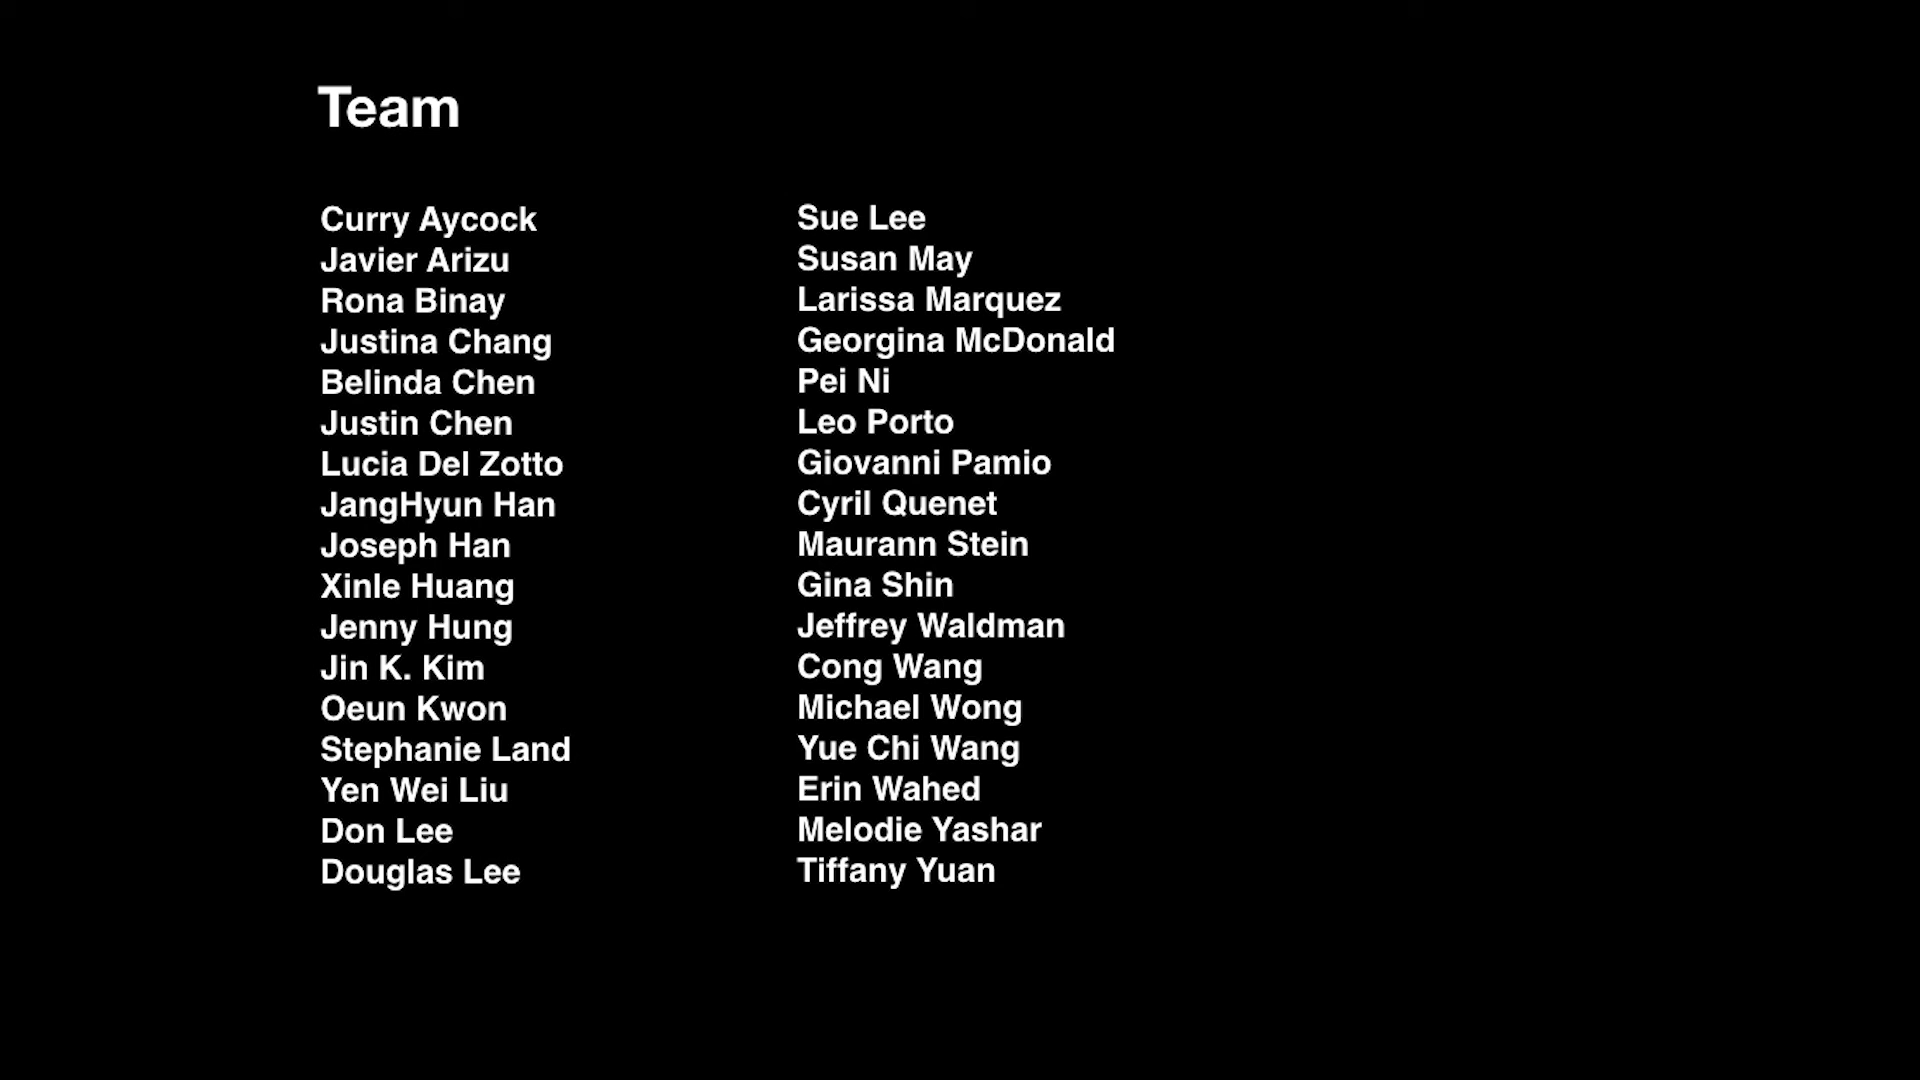 Team
Curry Aycock
Javier Arizu
Rona Binay
Justina Chang
Belinda Chen
Justin Chen
Lucia Del Zotto
JangHyun Han
Joseph Han
Xinle Huang
Jenny Hung
Jin K. Kim
Oeun Kwon
Stephanie Land
Yen Wei Liu
Don Lee
Douglas Lee
Sue Lee
Susan May
Larissa Marquez
Georgina McDonald
Pei Ni
Leo Porto
Giovanni Pamio
Cyril Quenet
Maurann Stein
Gina Shin
Jeffrey Waldman
Cong Wang
Michael Wong
Yue Chi Wang
Erin Wahed
Melodie Yashar
Tiffany Yuan